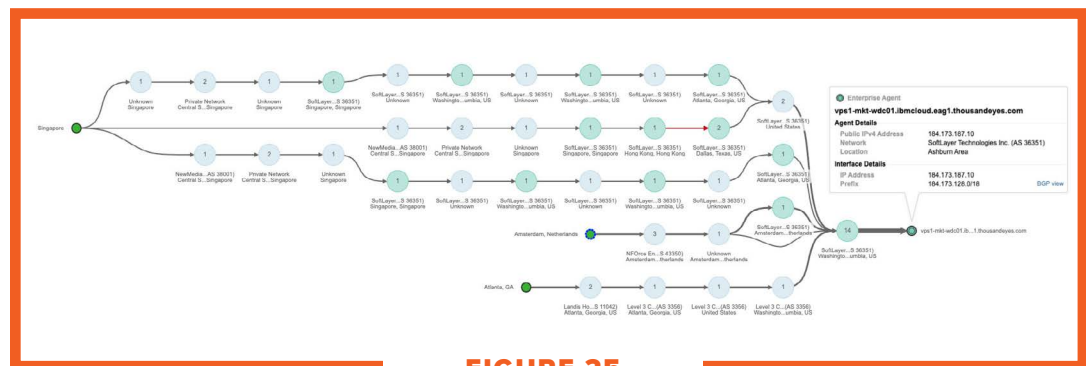 1
2
1
1
Unknown
Singapore
Private Network
Central S...Singapore
Unknown
Singapore
SoftLayer...S 36351)
Singapore, Singapore
1
1
1
1
1
1
SoftLayer...S 36351)
Unknown
SoftLayer...S 36351)
Washingto...umbia, US
SoftLayer...S 36351)
Unknown
SoftLayer...S 36351)
Washingto...umbia, US
SoftLayer...S 36351)
Unknown
SoftLayer...S 36351)
Atlanta, Georgia, US
2
SoftLayer...S 36351)
United States
Singapore
1
2
1
1
1
2
NewMedia...AS 38001)
Central S...Singapore
Private Network
Central S...Singapore
Unknown
Singapore
SoftLayer...S 36351)
Singapore, Singapore
SoftLayer...S 36351)
Hong Kong, Hong Kong
SoftLayer...S 36351)
Dallas, Texas, US
1
2
1
NewMedia...AS 38001)
Central S...Singapore
Private Network
Central S...Singapore
Unknown
Singapore
1
1
1
1
1
1
1
SoftLayer...S 36351)
Singapore, Singapore
SoftLayer...S 36351)
Unknown
SoftLayer...S 36351)
Washingto...umbia, US
SoftLayer...S 36351)
Unknown
SoftLayer...S 36351)
Washingto...umbia, US
SoftLayer...S 36351)
Unknown
SoftLayer...S 36351)
Atlanta, Georgia, US
Amsterdam, Netherlands
3
1
1
NFOrce En...S 43350)
Amsterdam...therlands
Unknown
Amsterdam...therlands
SoftLayer...S 36351)
Amsterdam...therlands
Atlanta, GA
2
1
1
1
Landis Ho...S 11042)
Atlanta, Georgia, US
Level 3 C...(AS 3356)
Atlanta, Georgia, US
Level 3 C...(AS 3356)
United States
Level 3 C...(AS 3356)
Washingto...umbia, US
14
SoftLayer...S 36351)
Washingto...umbia, US
vps1-mkt-wdc01.ib...1.thousandeyes.com
Enterprise Agent
vps1-mkt-wdc01.ibmcloud.eag1.thousandeyes.com
Agent Details
Public IPv4 Address 184.173.167.10
Network SoftLayer Technologies Inc. (AS 36351)
Location Ashburn Area
Interface Details
IP Address 184.173.167.10
Prefix 184.173.128.0/18 BGP view